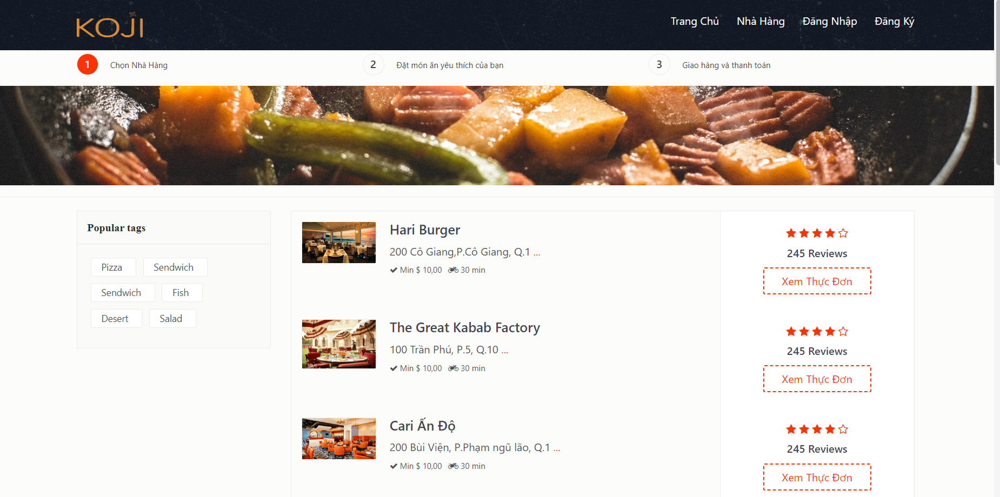 KOJI
Trang Chủ Nhà Hàng Đăng Nhập Đăng Ký
1 Chọn Nhà Hàng
2 Đặt món ăn yêu thích của bạn
3 Giao hàng và thanh toán
Popular tags
Pizza Sendwich
Sendwich Fish
Desert Salad
Hari Burger
200 Cô Giang,P.Cô Giang, Q.1 ...
Min $ 10,00 30 min
245 Reviews
Xem Thực Đơn
The Great Kabab Factory
100 Trần Phú, P.5, Q.10 ...
Min $ 10,00 30 min
245 Reviews
Xem Thực Đơn
Cari Ấn Độ
200 Bùi Viện, P.Phạm ngũ lão, Q.1 ...
Min $ 10,00 30 min
245 Reviews
Xem Thực Đơn